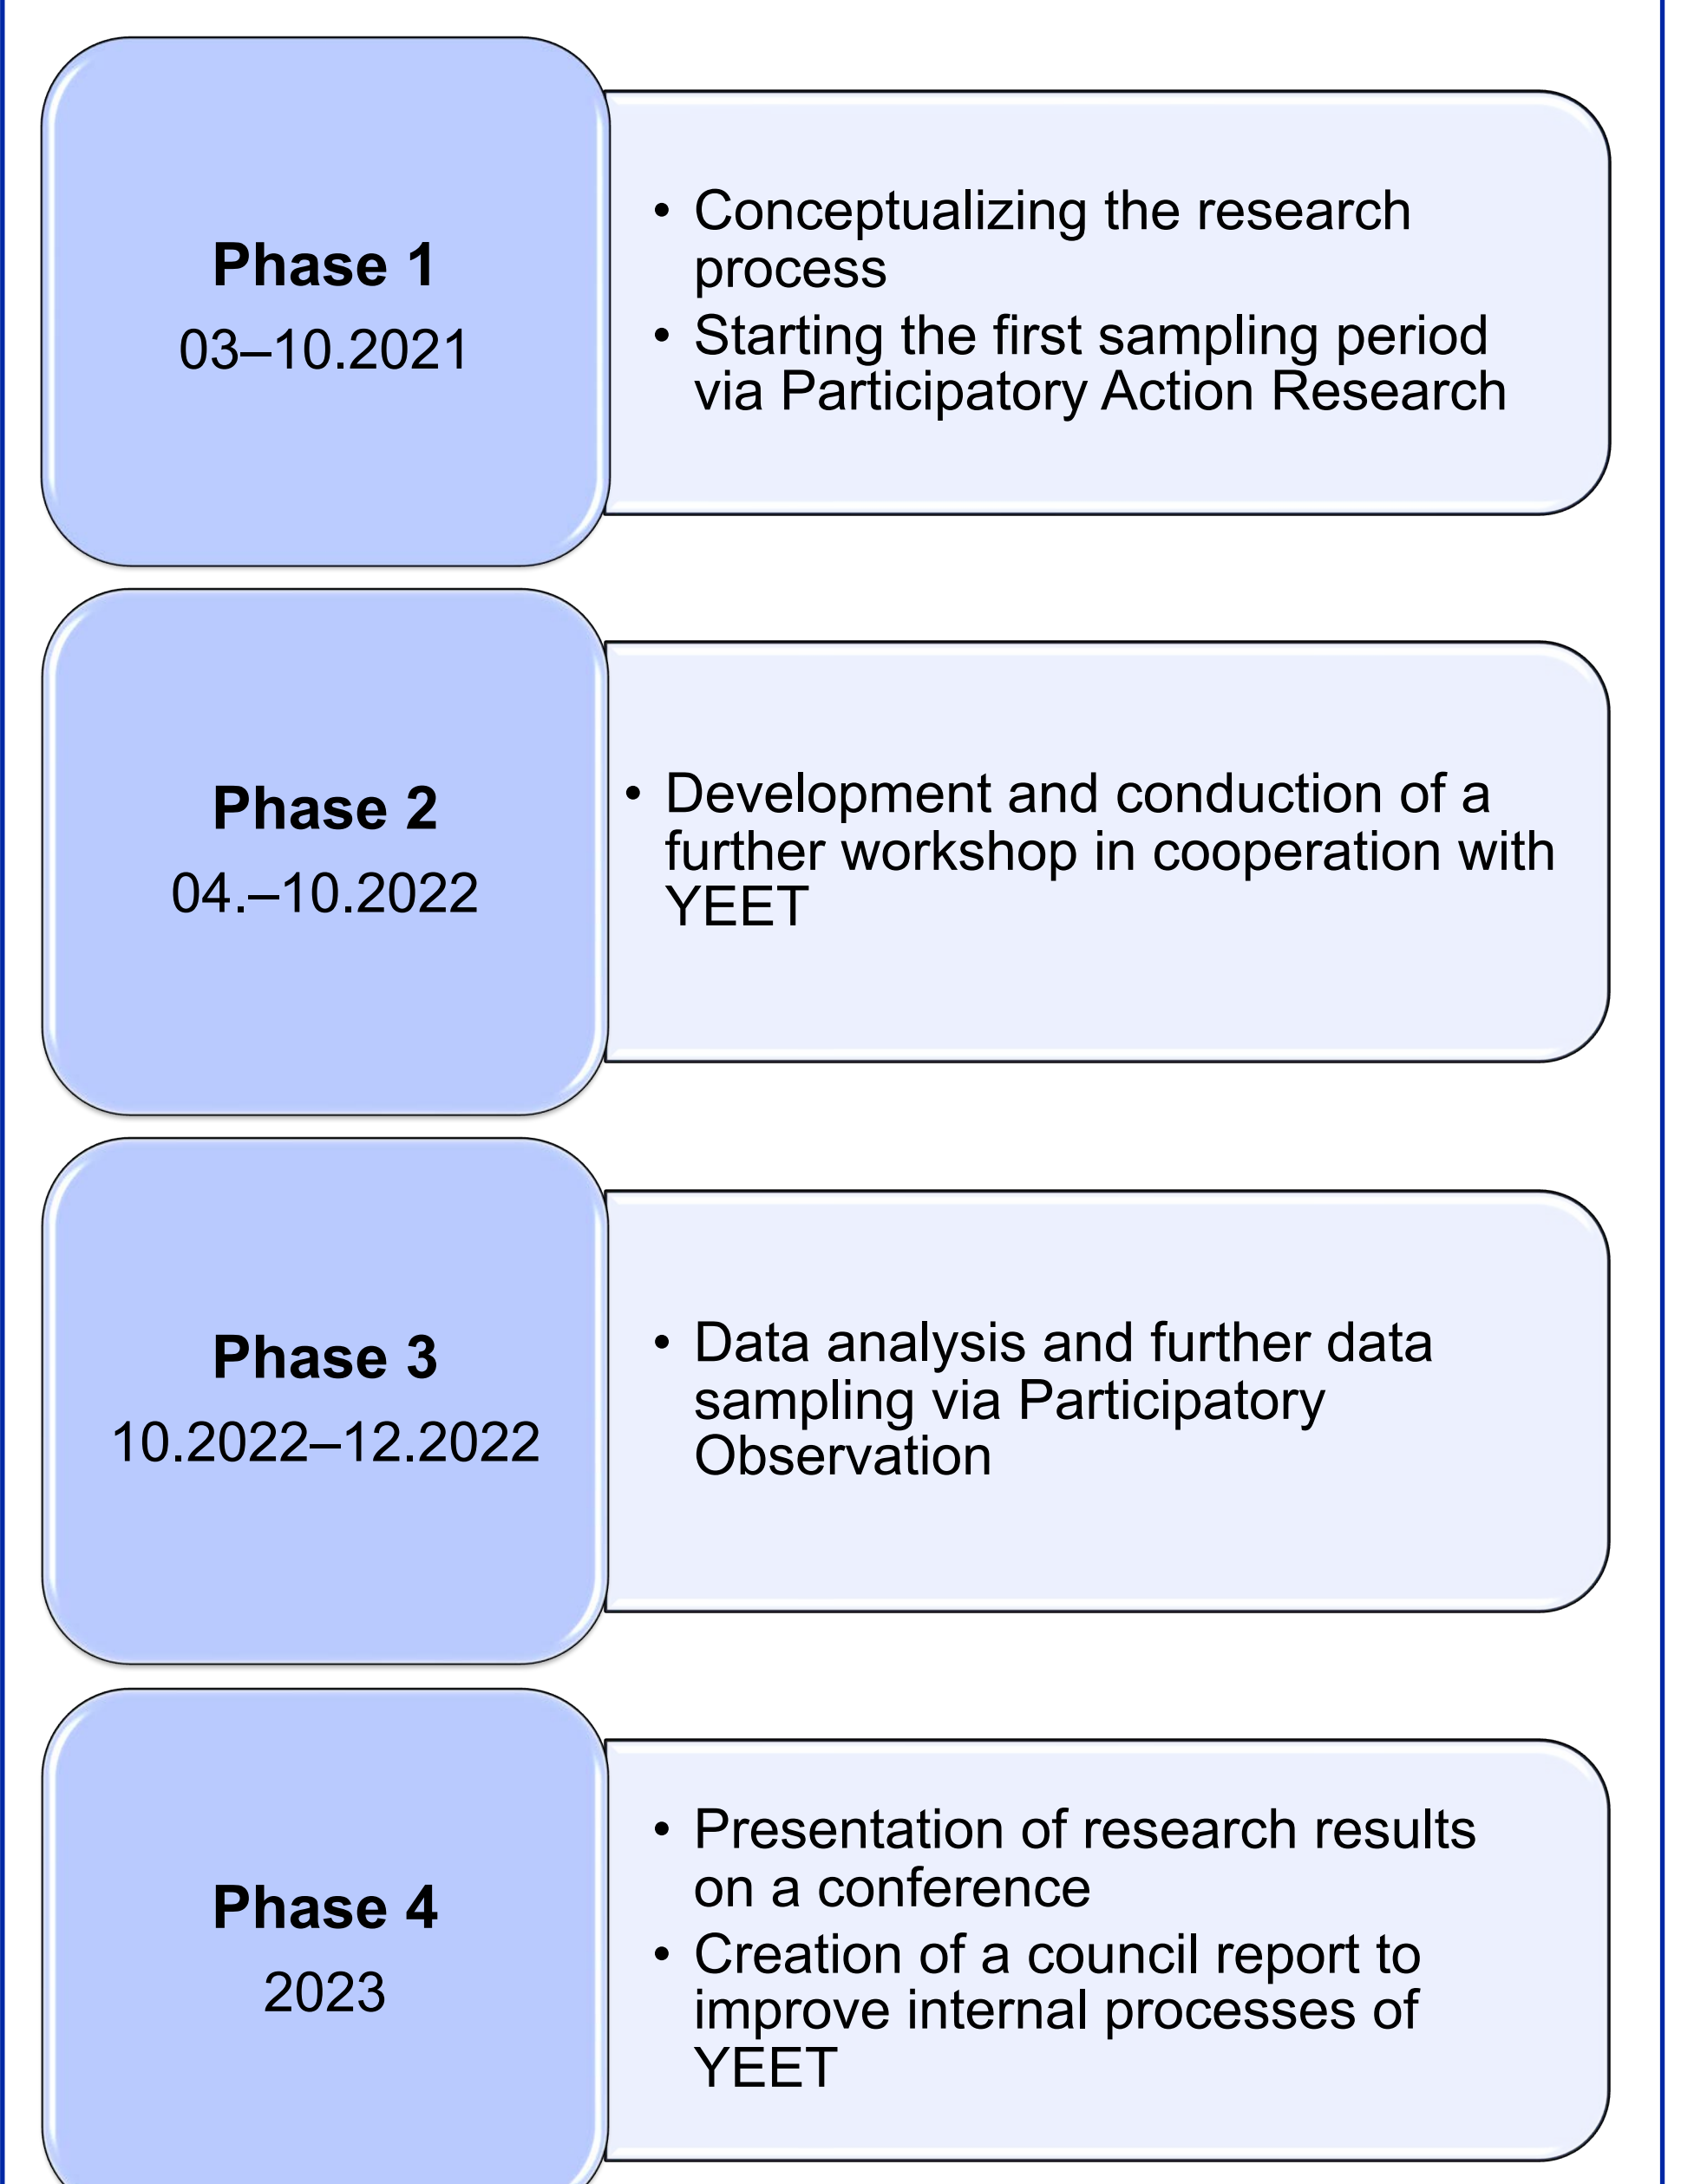 Phase 1
03–10.2021
• Conceptualizing the research
process
• Starting the first sampling period
via Participatory Action Research
Phase 2
04.–10.2022
• Development and conduction of a
further workshop in cooperation with
YEET
Phase 3
10.2022–12.2022
• Data analysis and further data
sampling via Participatory
Observation
Phase 4
2023
• Presentation of research results
on a conference
• Creation of a council report to
improve internal processes of
YEET